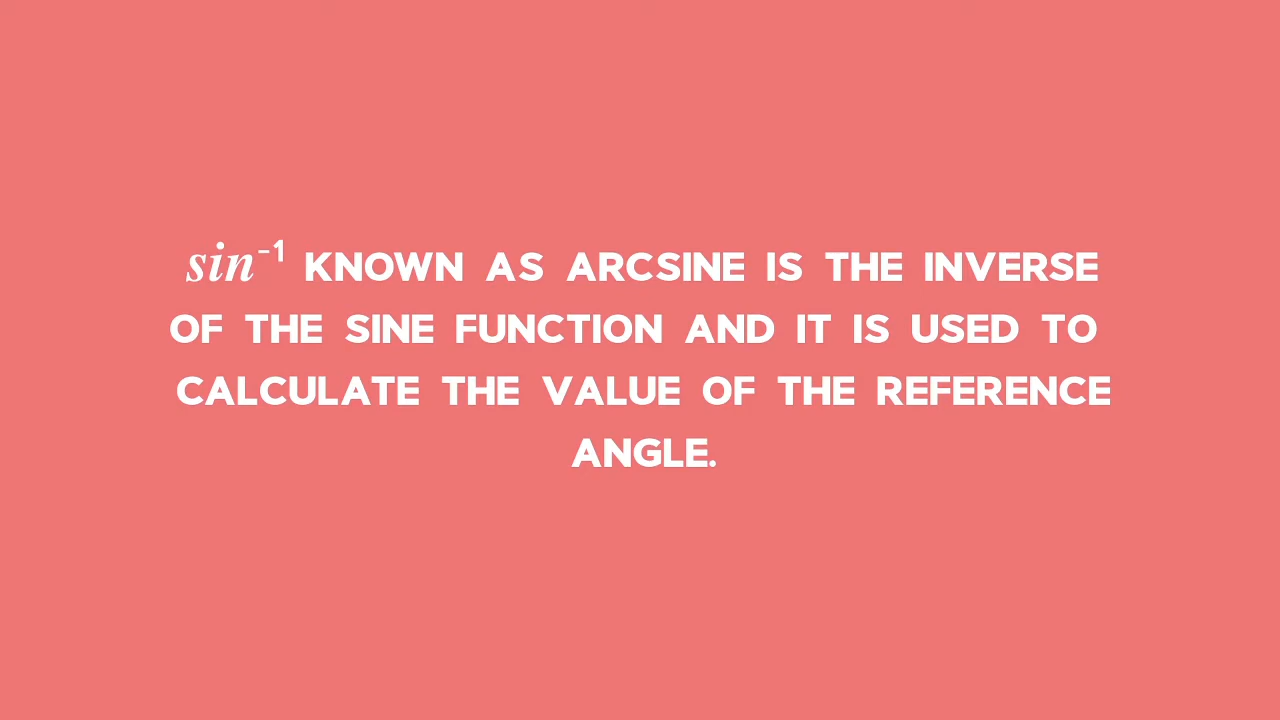 sin⁻¹ KNOWN AS ARCSINE IS THE INVERSE
OF THE SINE FUNCTION AND IT IS USED TO
CALCULATE THE VALUE OF THE REFERENCE
ANGLE.